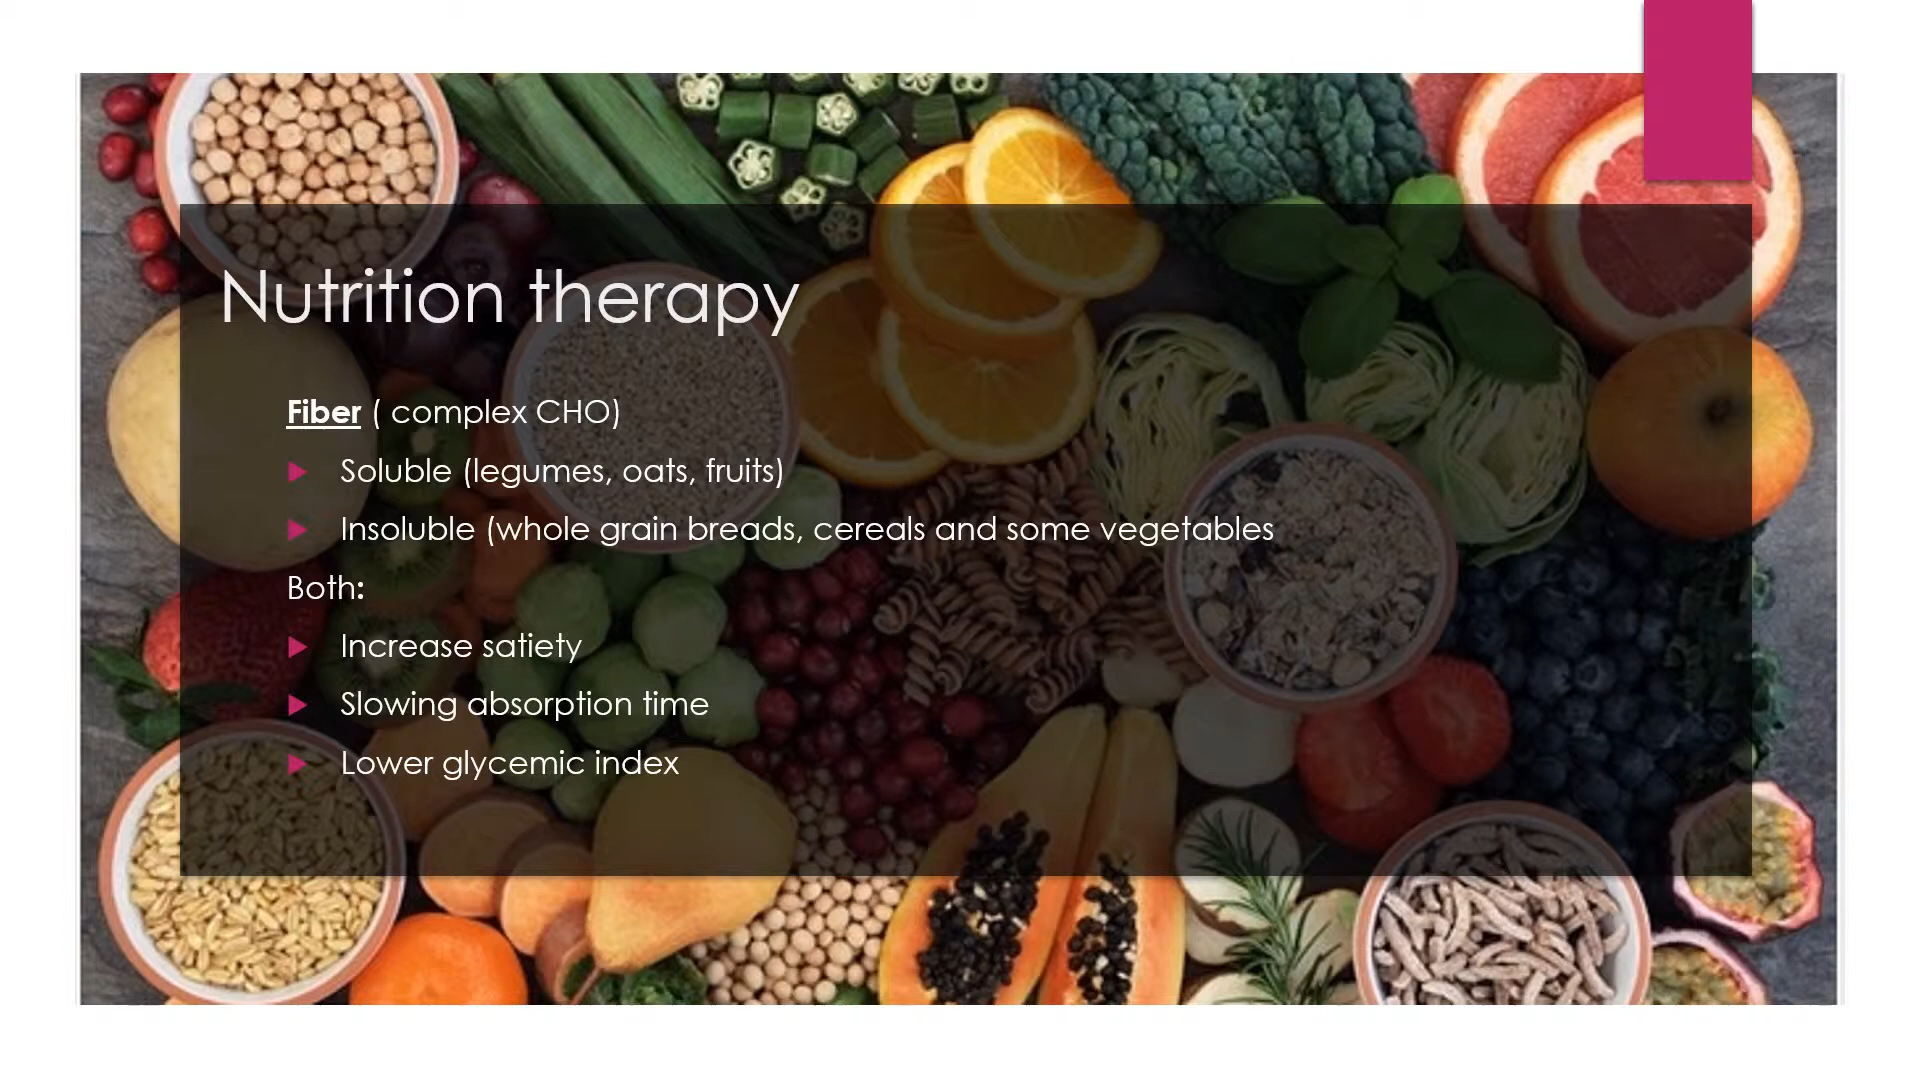 Nutrition therapy
Fiber ( complex CHO)
Soluble (legumes, oats, fruits)
Insoluble (whole grain breads, cereals and some vegetables
Both:
Increase satiety
Slowing absorption time
Lower glycemic index